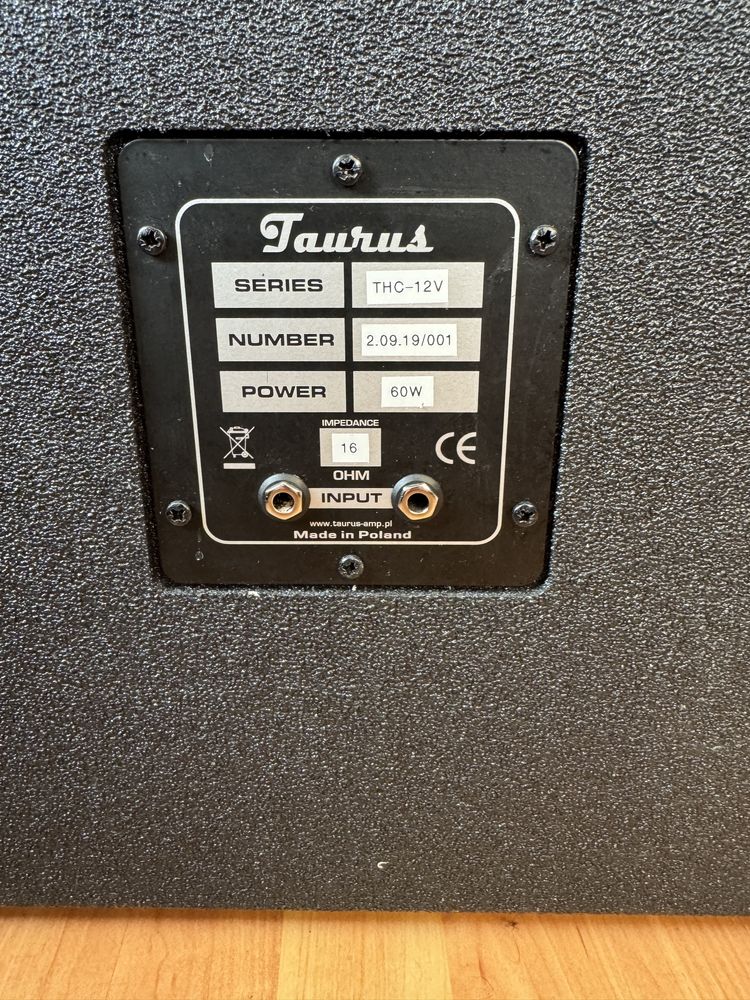 Taurus
SERIES THC-12V
NUMBER 2.09.19/001
POWER 60W
IMPEDANCE
16
OHM
INPUT
www.taurus-amp.pl
Made in Poland
CE